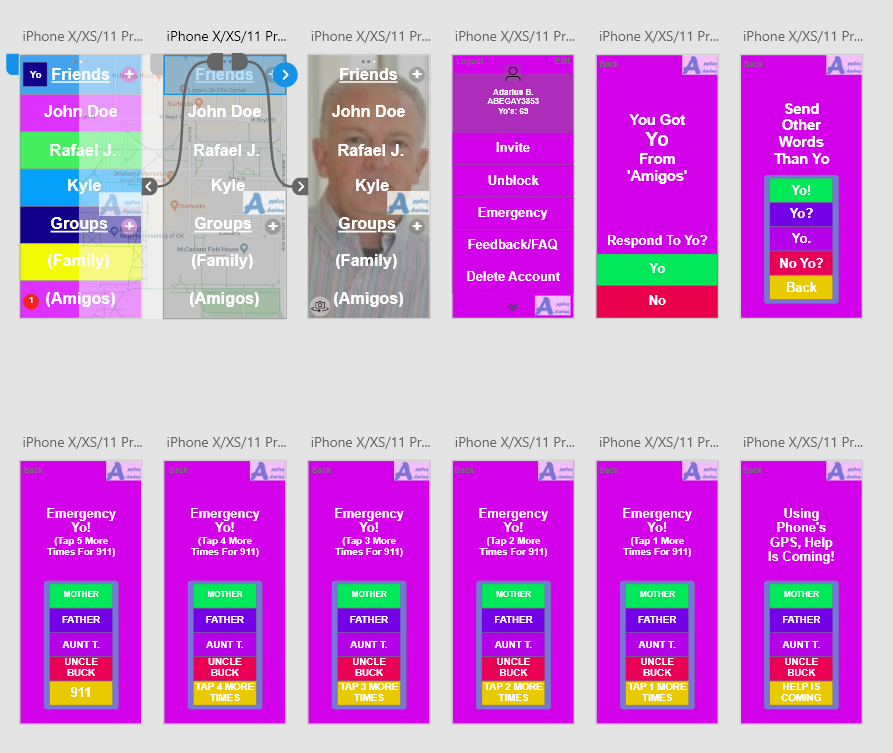 iPhone X/XS/11 Pr...
Yo
Friends
John Doe
Rafael J.
Kyle
Groups
(Family)
(Amigos)
1
iPhone X/XS/11 Pr...
Friends
John Doe
Rafael J.
Kyle
Groups
McCasland Field House
(Family)
(Amigos)
iPhone X/XS/11 Pr...
Friends
John Doe
Rafael J.
Kyle
Apples
sharing
Groups
(Family)
(Amigos)
iPhone X/XS/11 Pr...
Logout
Edit
Adarius B.
ABEGAY3853
Yo's: 69
Invite
Unblock
Emergency
Feedback/FAQ
Delete Account
iPhone X/XS/11 Pr...
Back
You Got
Yo
From
'Amigos'
Respond To Yo?
Yo
No
iPhone X/XS/11 Pr...
Back
Send
Other
Words
Than Yo
Yo!
Yo?
Yo.
No Yo?
Back
iPhone X/XS/11 Pr...
Back
Emergency
Yo!
(Tap 5 More
Times For 911)
MOTHER
FATHER
AUNT T.
UNCLE
BUCK
911
iPhone X/XS/11 Pr...
Back
Emergency
Yo!
(Tap 4 More
Times For 911)
MOTHER
FATHER
AUNT T.
UNCLE
BUCK
TAP 4 MORE
TIMES
iPhone X/XS/11 Pr...
Back
Emergency
Yo!
(Tap 3 More
Times For 911)
MOTHER
FATHER
AUNT T.
UNCLE
BUCK
TAP 3 MORE
TIMES
iPhone X/XS/11 Pr...
Back
Emergency
Yo!
(Tap 2 More
Times For 911)
MOTHER
FATHER
AUNT T.
UNCLE
BUCK
TAP 2 MORE
TIMES
iPhone X/XS/11 Pr...
Back
Emergency
Yo!
(Tap 1 More
Times For 911)
MOTHER
FATHER
AUNT T.
UNCLE
BUCK
TAP 1 MORE
TIMES
iPhone X/XS/11 Pr...
Back
Using
Phone's
GPS, Help
Is Coming!
MOTHER
FATHER
AUNT T.
UNCLE
BUCK
HELP IS
COMING